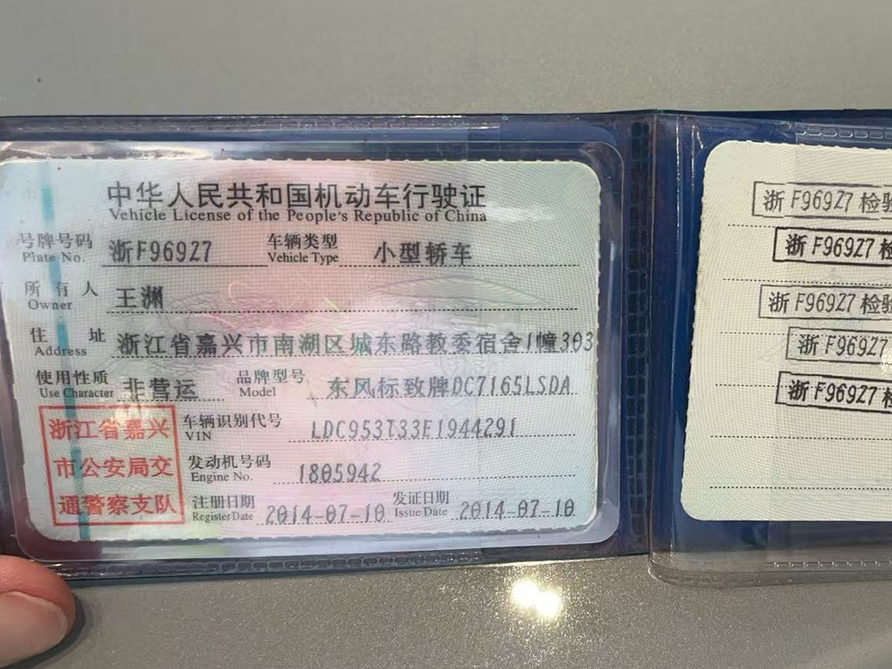 中华人民共和国机动车行驶证
Vehicle License of the People's Republic of China
号牌号码 浙F969Z7 车辆类型 小型轿车
Plate No. Vehicle Type
所有人 王渊
Owner
住址 浙江省嘉兴市南湖区城东路教委宿舍1幢303
Address
使用性质 非营运 品牌型号 东风标致牌DC7165LSDA
Use Character Model
车辆识别代号 LDC953T33E1944291
VIN
发动机号码 1805942
Engine No.
注册日期 2014-07-10 发证日期 2014-07-10
Register Date Issue Date
浙江省嘉兴
市公安局交
通警察支队
浙F969Z7检验
浙F969Z7检
浙F969Z7检验
浙F969Z7
浙F969Z7检